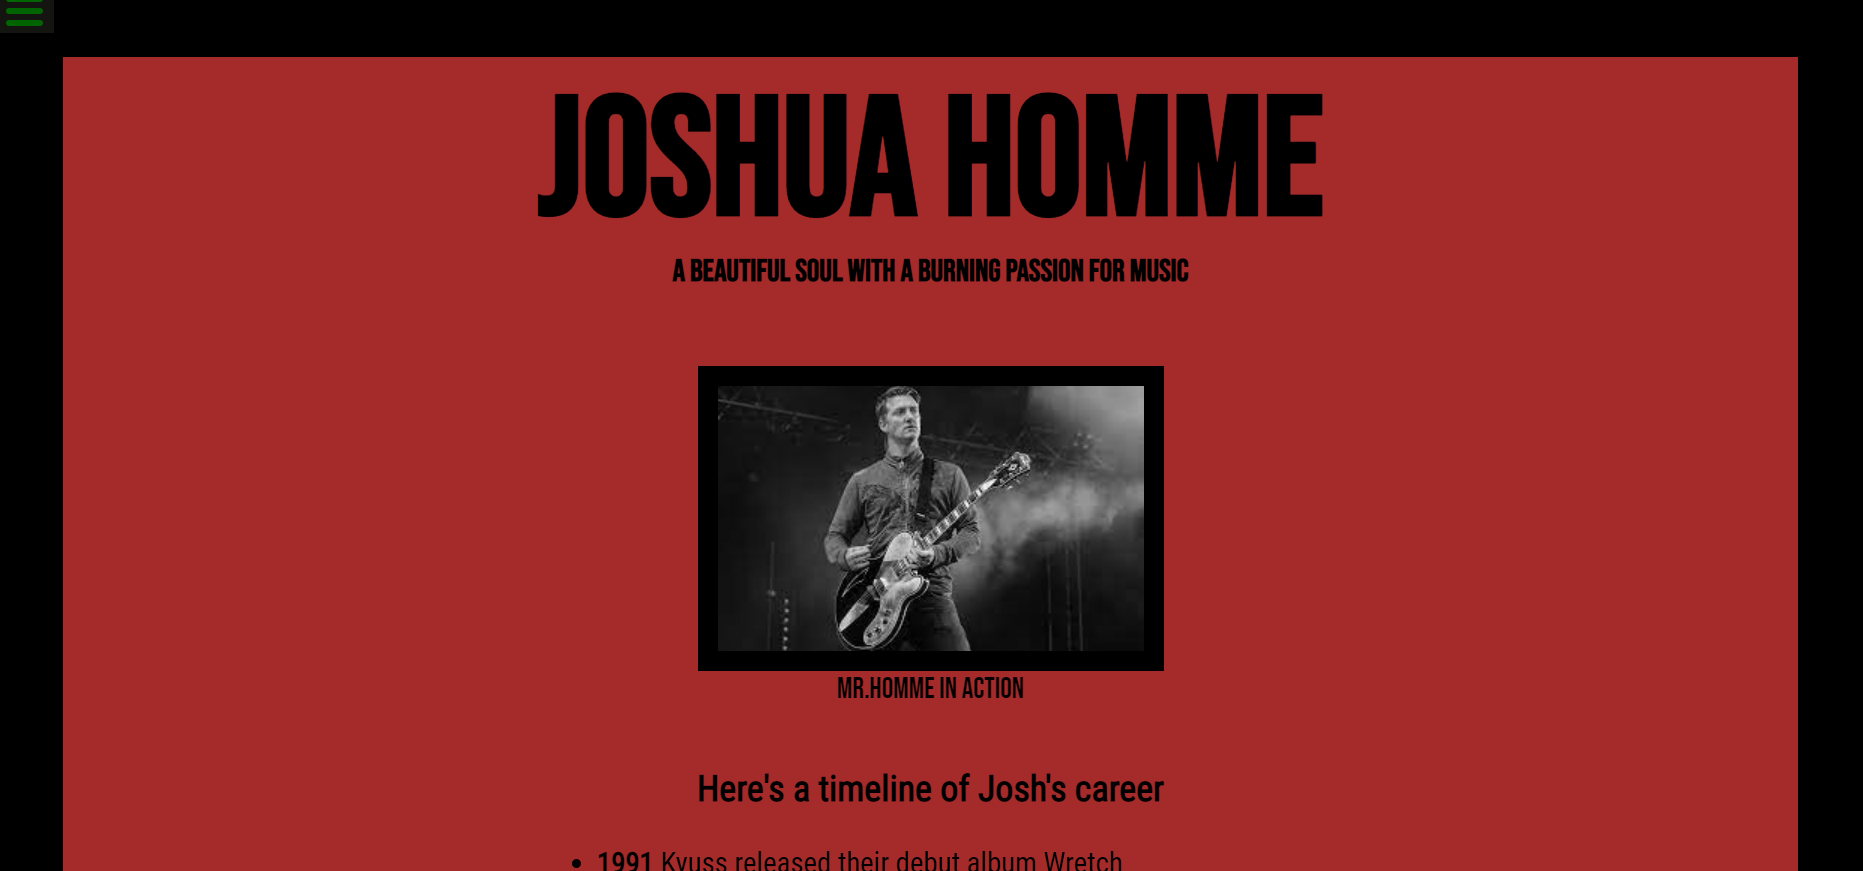 JOSHUA HOMME
A BEAUTIFUL SOUL WITH A BURNING PASSION FOR MUSIC
MR.HOMME IN ACTION
Here's a timeline of Josh's career
• 1991 Kyuss released their debut album Wretch